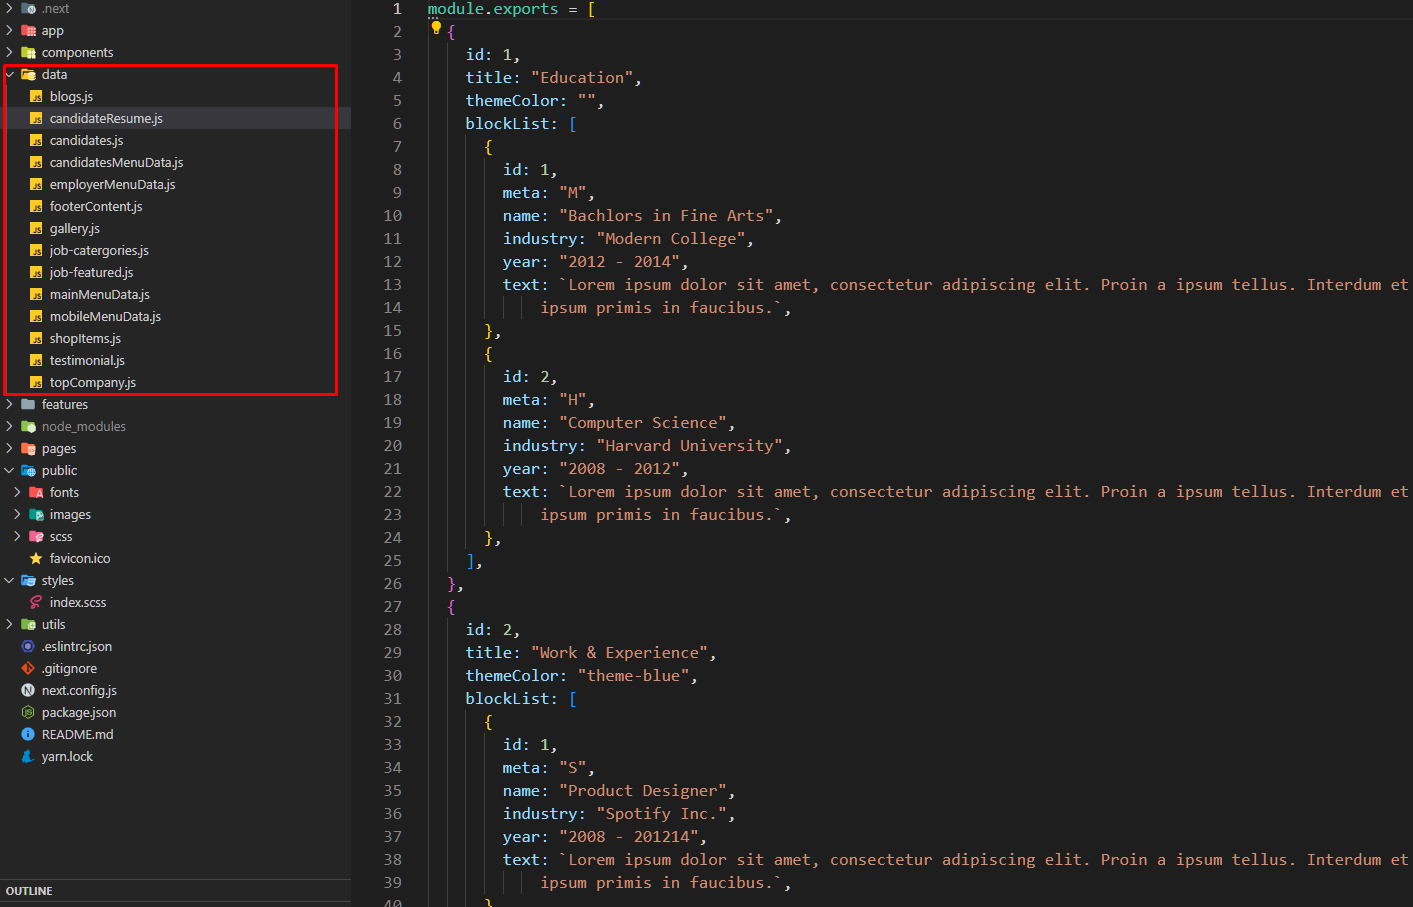 .next
app
components
data
blogs.js
candidateResume.js
candidates.js
candidatesMenuData.js
employerMenuData.js
footerContent.js
gallery.js
job-catergories.js
job-featured.js
mainMenuData.js
mobileMenuData.js
shopItems.js
testimonial.js
topCompany.js
features
node_modules
pages
public
fonts
images
scss
favicon.ico
styles
index.scss
utils
.eslintrc.json
.gitignore
next.config.js
package.json
README.md
yarn.lock
OUTLINE
1 module.exports = [
2 {
3 id: 1,
4 title: "Education",
5 themeColor: "",
6 blockList: [
7 {
8 id: 1,
9 meta: "M",
10 name: "Bachlors in Fine Arts",
11 industry: "Modern College",
12 year: "2012 - 2014",
13 text: `Lorem ipsum dolor sit amet, consectetur adipiscing elit. Proin a ipsum tellus. Interdum et
14 ipsum primis in faucibus.`,
15 },
16 {
17 id: 2,
18 meta: "H",
19 name: "Computer Science",
20 industry: "Harvard University",
21 year: "2008 - 2012",
22 text: `Lorem ipsum dolor sit amet, consectetur adipiscing elit. Proin a ipsum tellus. Interdum et
23 ipsum primis in faucibus.`,
24 },
25 ],
26 },
27 {
28 id: 2,
29 title: "Work & Experience",
30 themeColor: "theme-blue",
31 blockList: [
32 {
33 id: 1,
34 meta: "S",
35 name: "Product Designer",
36 industry: "Spotify Inc.",
37 year: "2008 - 201214",
38 text: `Lorem ipsum dolor sit amet, consectetur adipiscing elit. Proin a ipsum tellus. Interdum et
39 ipsum primis in faucibus.`,
40 }